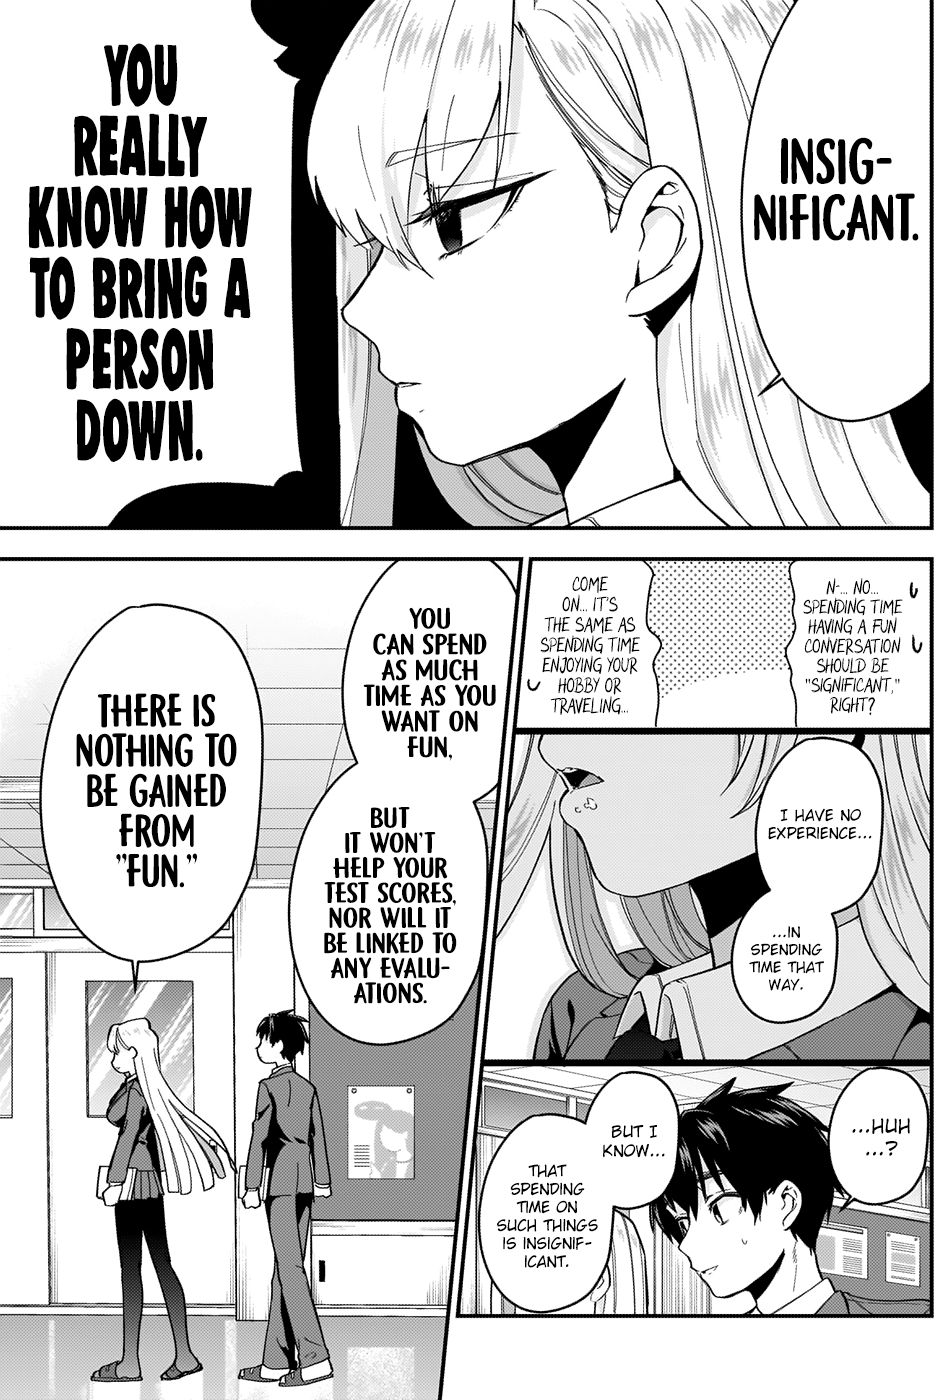 INSIG-
NIFICANT.
YOU
REALLY
KNOW HOW
TO BRING A
PERSON
DOWN.
N-... NO...
SPENDING TIME
HAVING A FUN
CONVERSATION
SHOULD BE
"SIGNIFICANT,"
RIGHT?
COME
ON... IT'S
THE SAME AS
SPENDING TIME
ENJOYING YOUR
HOBBY OR
TRAVELING...
I HAVE NO
EXPERIENCE...
...IN
SPENDING
TIME THAT
WAY.
...HUH
...?
BUT I
KNOW...
THAT
SPENDING
TIME ON
SUCH THINGS
IS INSIGNIF-
ICANT.
YOU
CAN SPEND
AS MUCH
TIME AS YOU
WANT ON
FUN,
BUT
IT WON'T
HELP YOUR
TEST SCORES,
NOR WILL IT
BE LINKED TO
ANY EVALU-
ATIONS.
THERE IS
NOTHING TO
BE GAINED
FROM
"FUN."